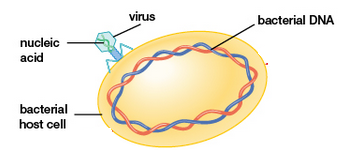 virus
bacterial DNA
nucleic
acid
bacterial
host cell